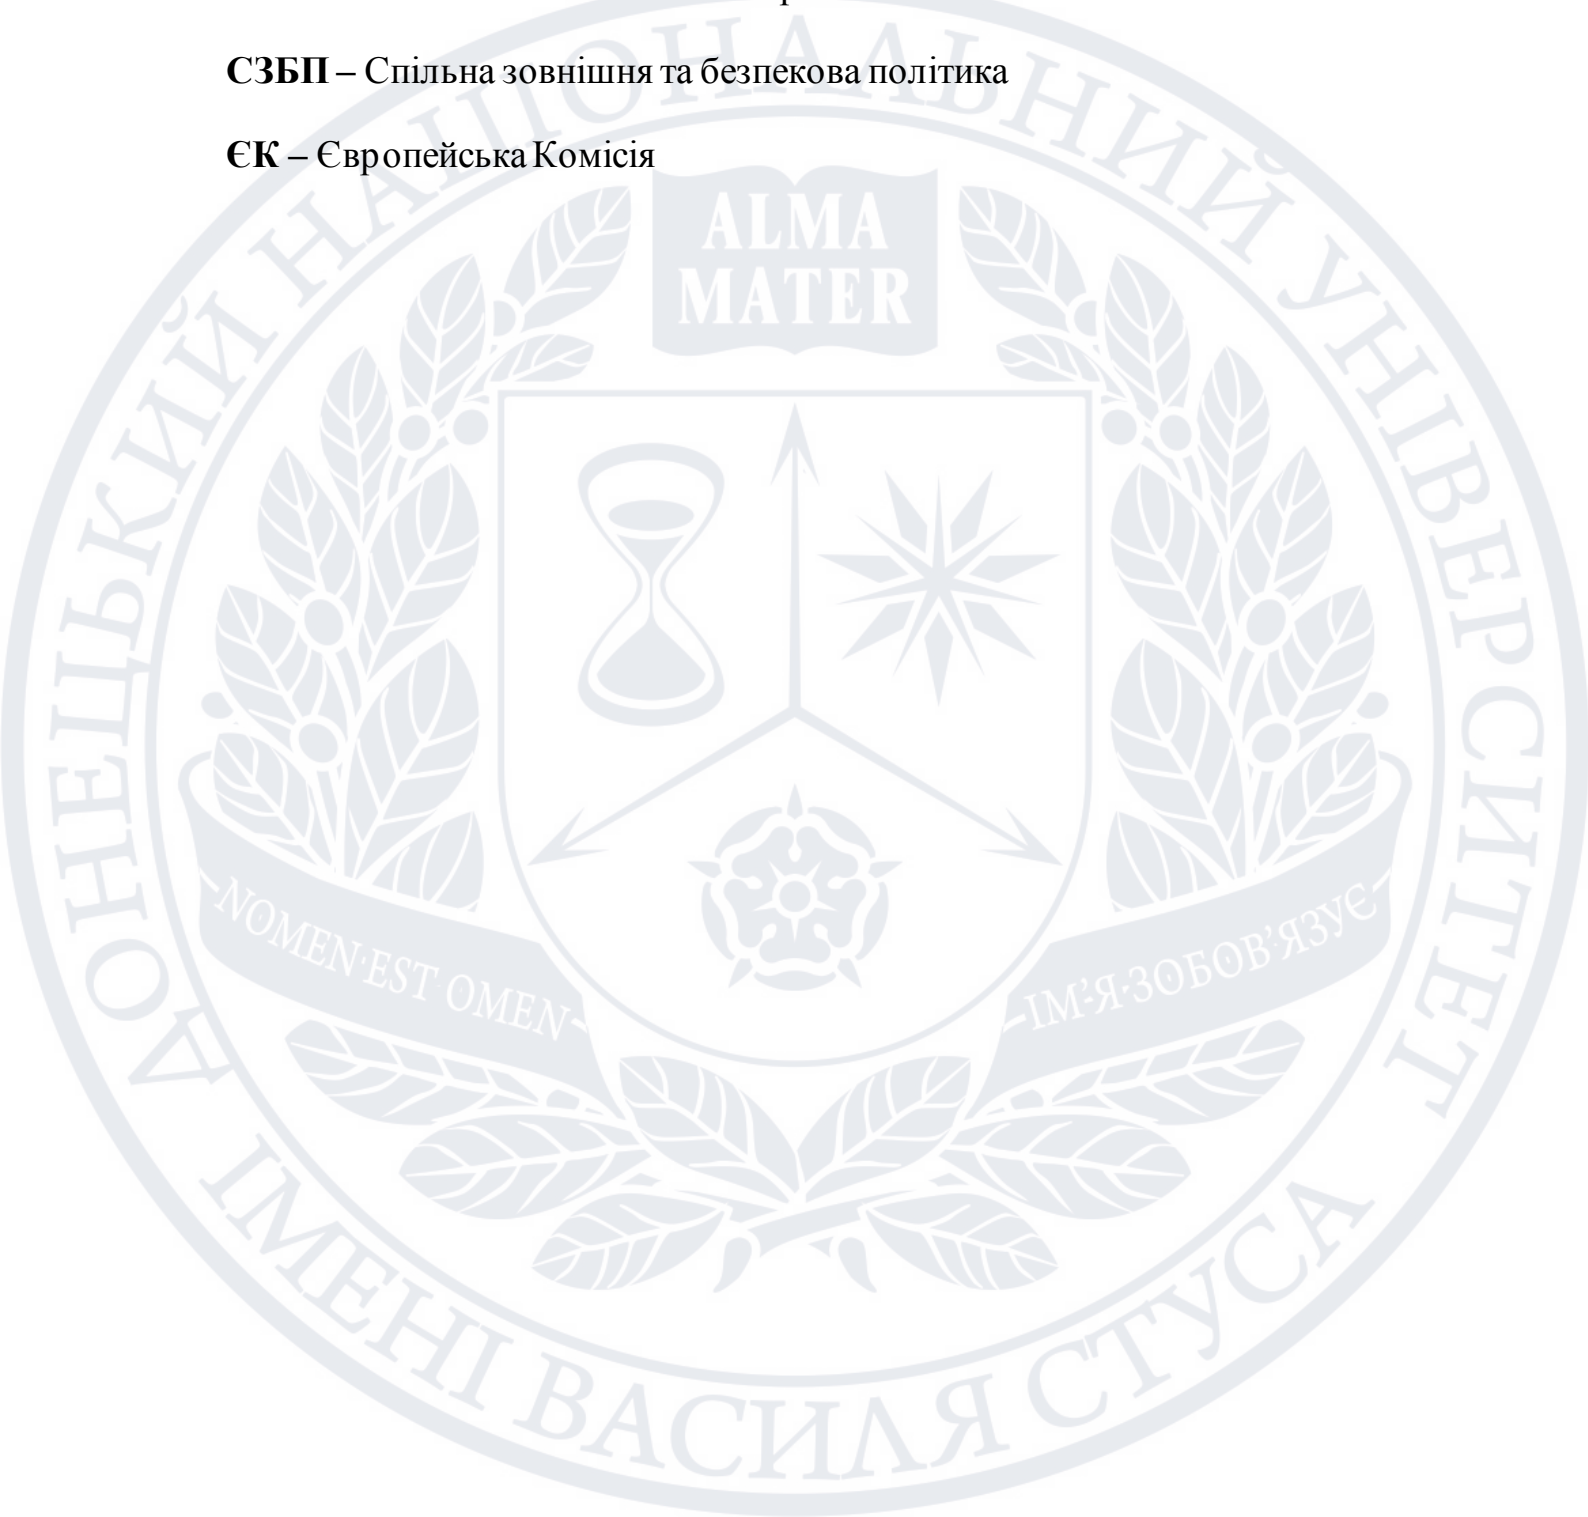 СЗБП – Спільна зовнішня та безпекова політика
ЄК – Європейська Комісія
ДОНЕЦЬКИЙ НАЦІОНАЛЬНИЙ УНІВЕРСИТЕТ
ІМЕНІ ВАСИЛЯ СТУСА
ALMA
MATER
NOMEN·EST·OMEN
ІМ'Я·ЗОБОВ'ЯЗУЄ